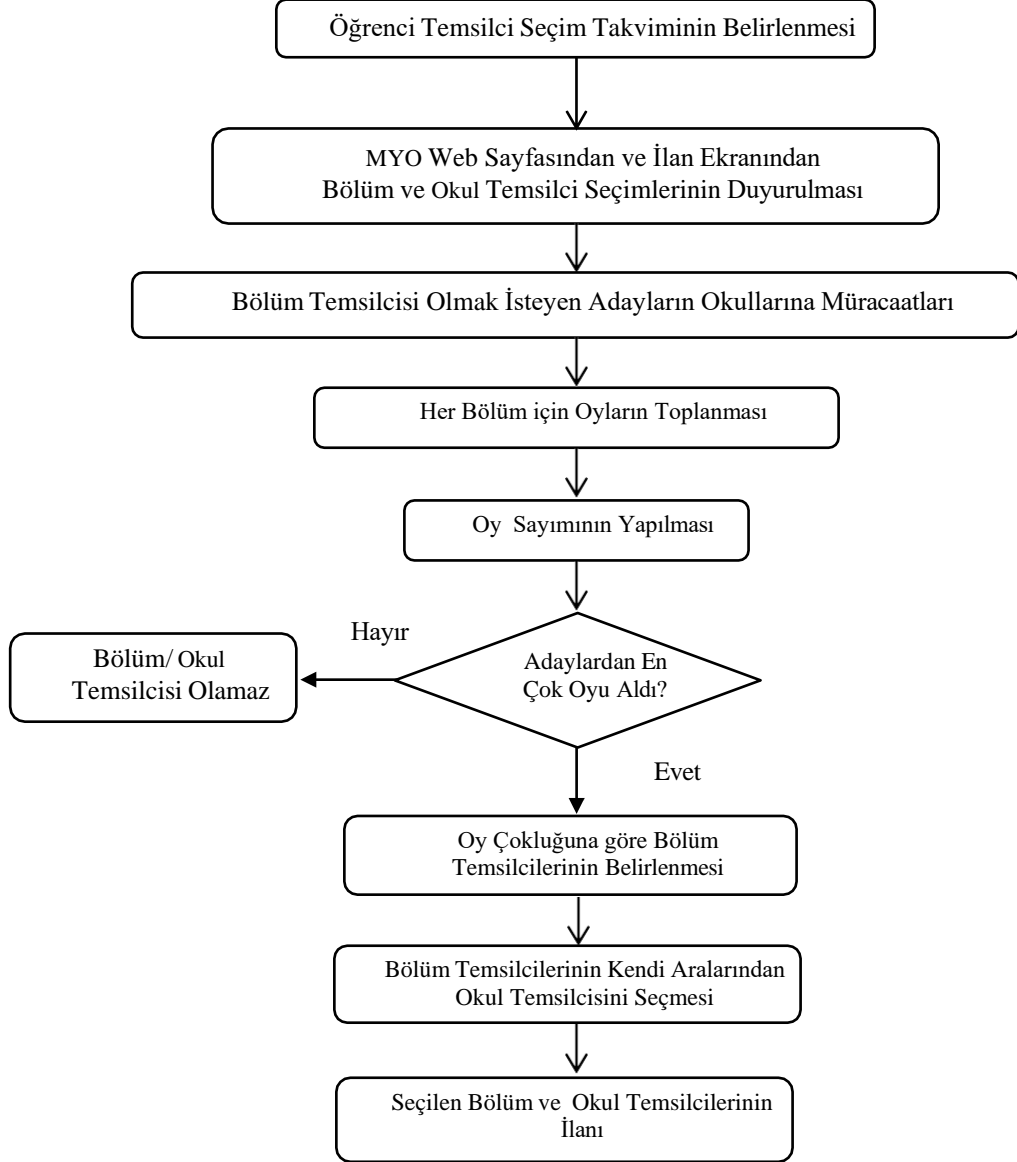 Öğrenci Temsilci Seçim Takviminin Belirlenmesi
MYO Web Sayfasından ve İlan Ekranından
Bölüm ve Okul Temsilci Seçimlerinin Duyurulması
Bölüm Temsilcisi Olmak İsteyen Adayların Okullarına Müracaatları
Her Bölüm için Oyların Toplanması
Oy Sayımının Yapılması
Hayır
Bölüm/ Okul
Temsilcisi Olamaz
Adaylardan En
Çok Oyu Aldı?
Evet
Oy Çokluğuna göre Bölüm
Temsilcilerinin Belirlenmesi
Bölüm Temsilcilerinin Kendi Aralarından
Okul Temsilcisini Seçmesi
Seçilen Bölüm ve Okul Temsilcilerinin
İlanı